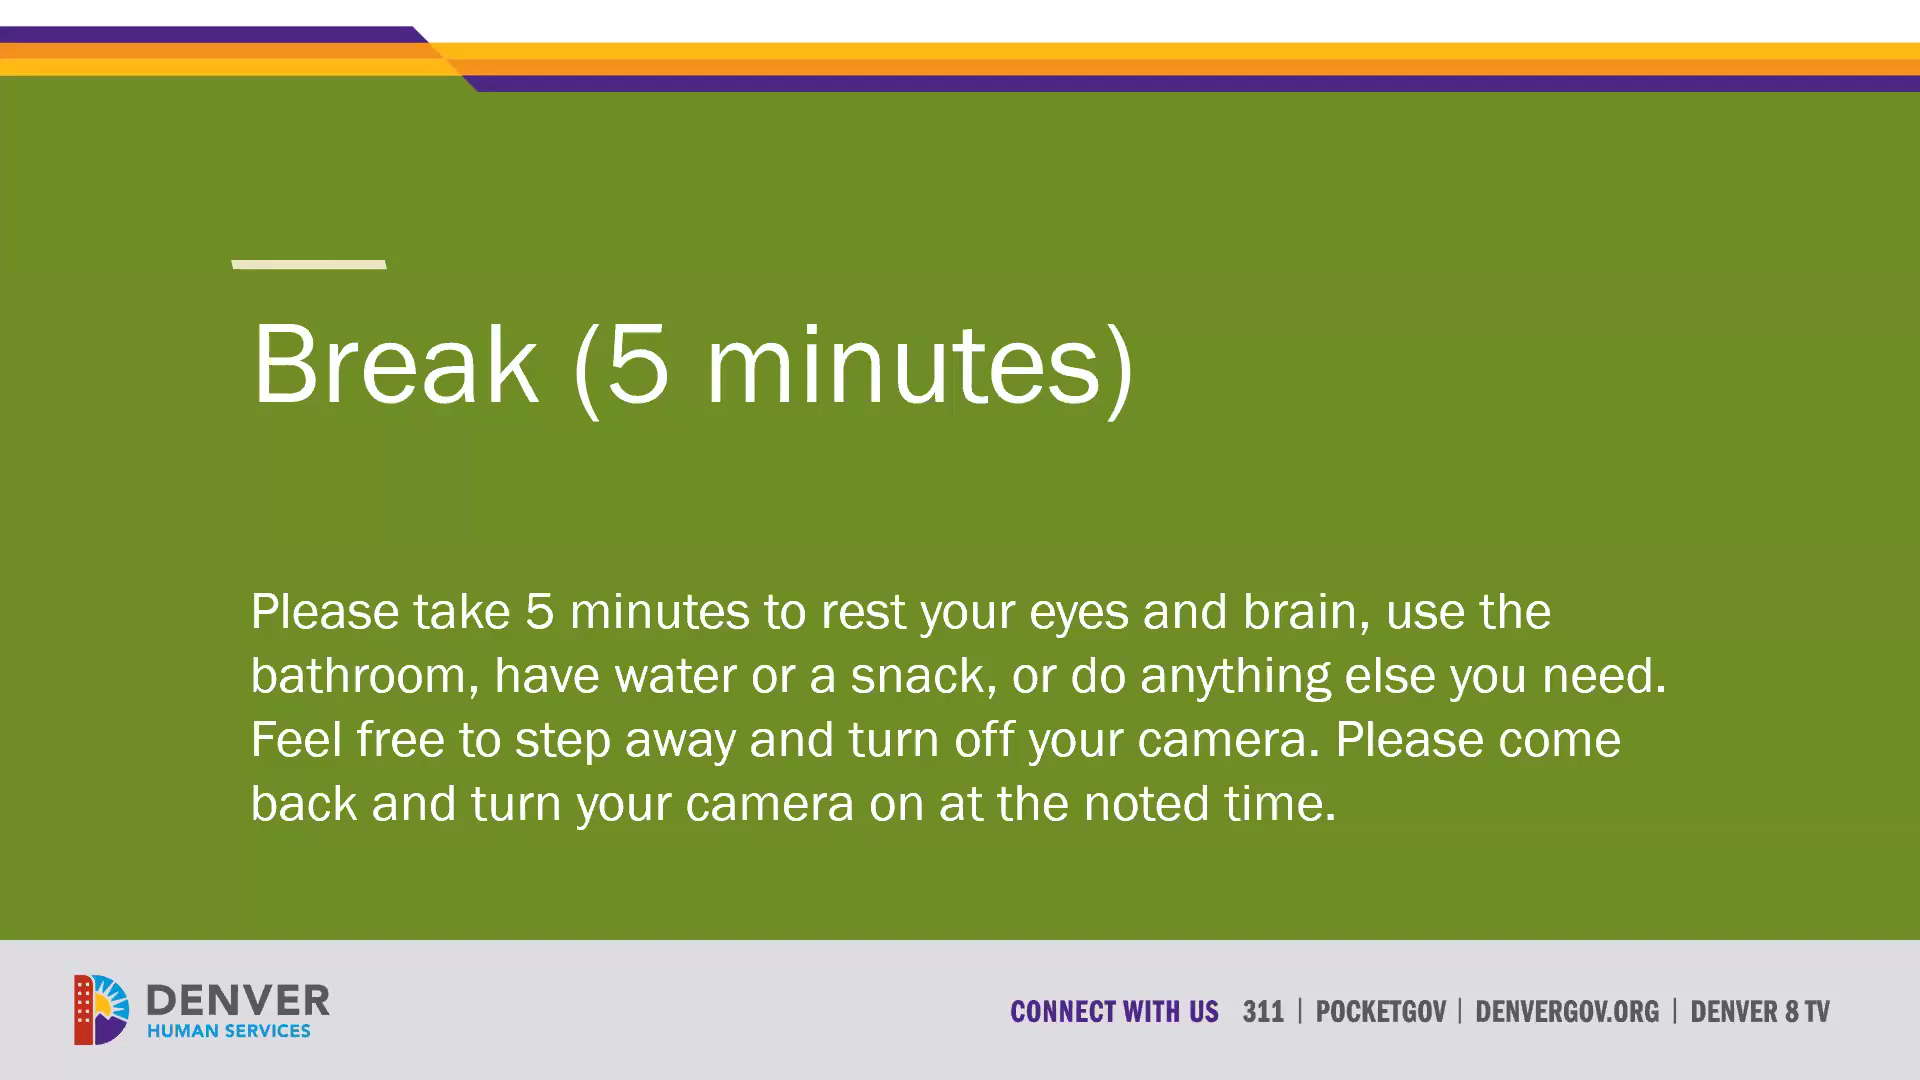 Break (5 minutes)
Please take 5 minutes to rest your eyes and brain, use the
bathroom, have water or a snack, or do anything else you need.
Feel free to step away and turn off your camera. Please come
back and turn your camera on at the noted time.
DENVER
HUMAN SERVICES
CONNECT WITH US 311 | POCKETGOV | DENVERGOV.ORG | DENVER 8 TV